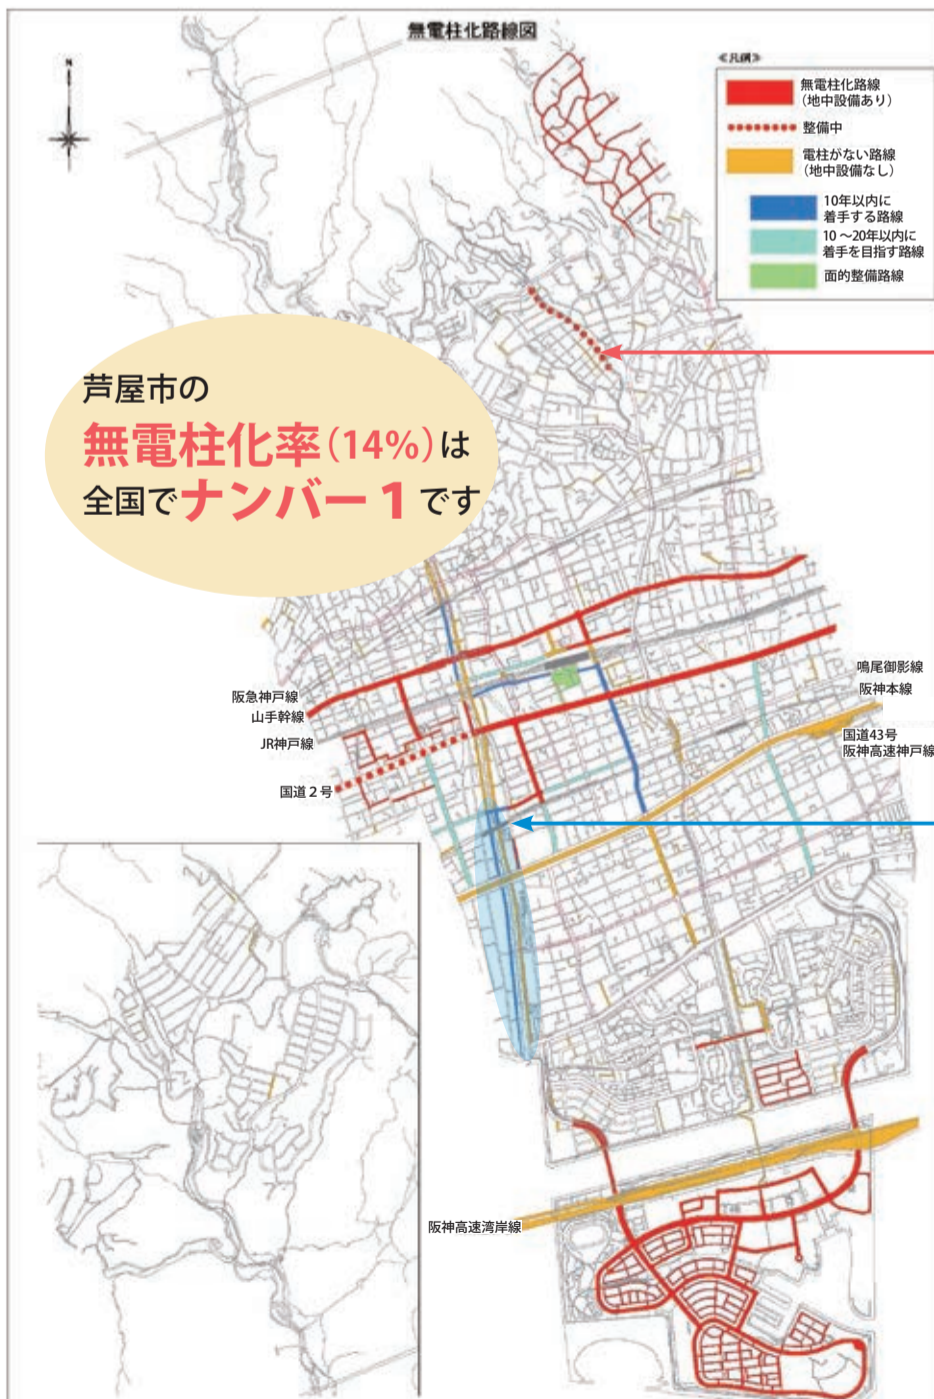 無電柱化路線図
N
≪凡例≫
無電柱化路線
(地中設備あり)
整備中
電柱がない路線
(地中設備なし)
10年以内に
着手する路線
10～20年以内に
着手を目指す路線
面的整備路線
芦屋市の
無電柱化率(14%)は
全国でナンバー1です
阪急神戸線
山手幹線
JR神戸線
国道2号
鳴尾御影線
阪神本線
国道43号
阪神高速神戸線
阪神高速湾岸線